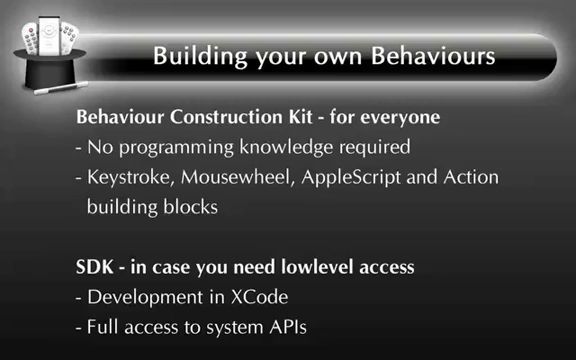 Building your own Behaviours
Behaviour Construction Kit - for everyone
- No programming knowledge required
- Keystroke, Mousewheel, AppleScript and Action
building blocks
SDK - in case you need lowlevel access
- Development in XCode
- Full access to system APIs